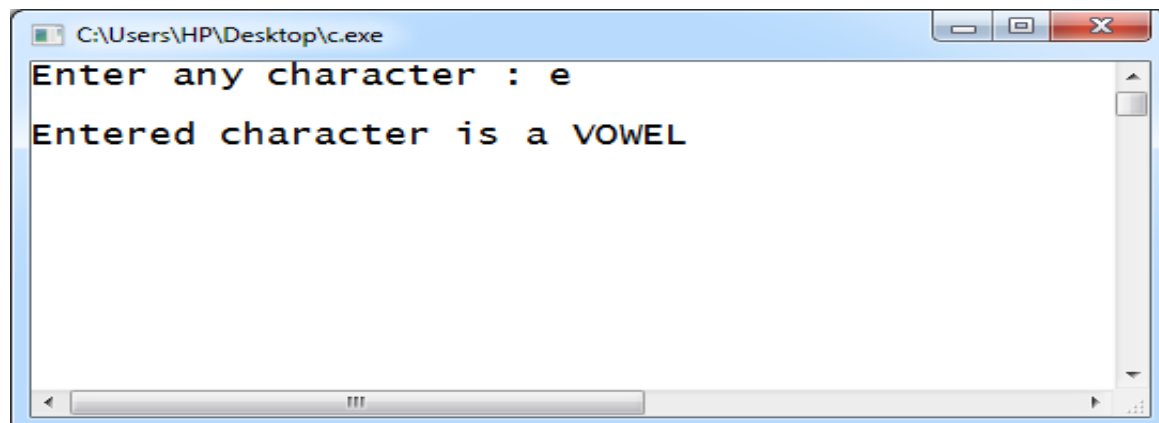 C:\Users\HP\Desktop\c.exe
Enter any character : e
Entered character is a VOWEL